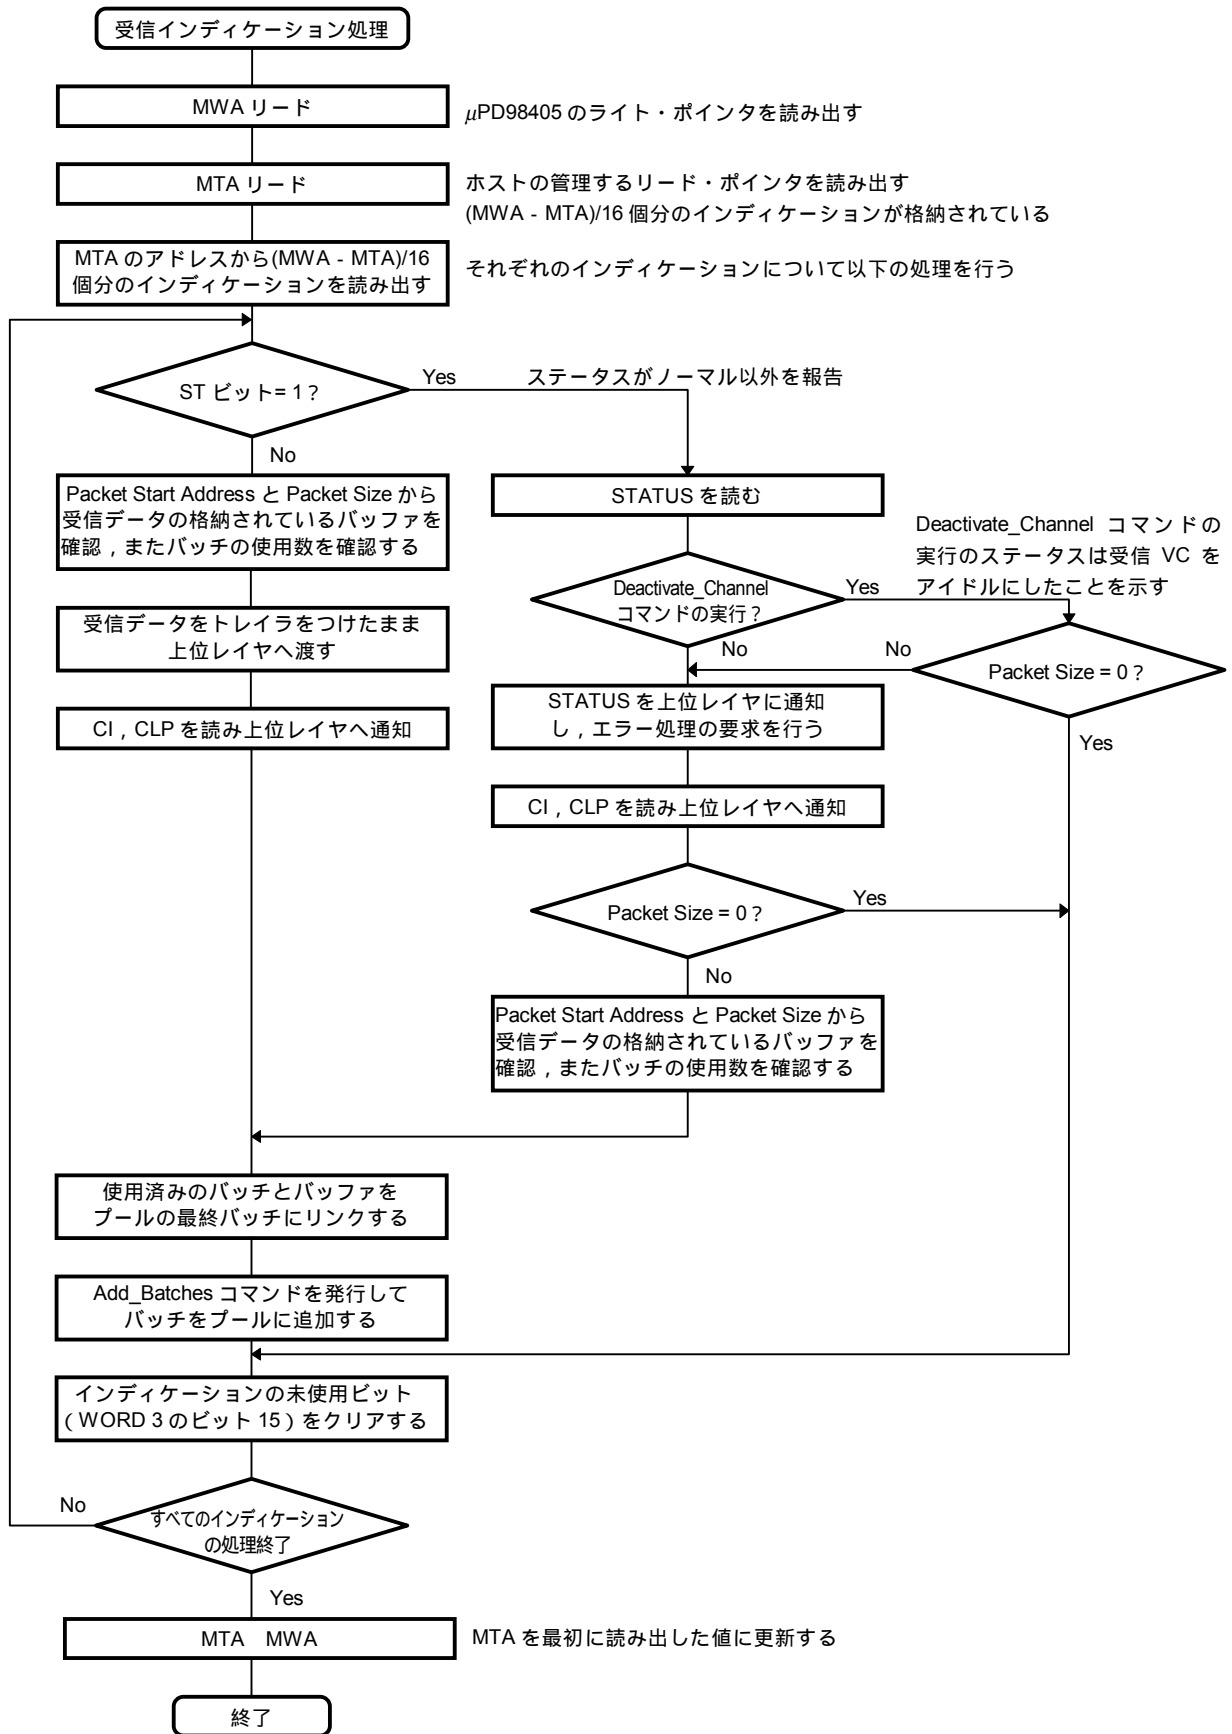 受信インディケーション処理
MWA リード
μPD98405 のライト・ポインタを読み出す
MTA リード
ホストの管理するリード・ポインタを読み出す
(MWA - MTA)/16 個分のインディケーションが格納されている
MTA のアドレスから(MWA - MTA)/16
個分のインディケーションを読み出す
それぞれのインディケーションについて以下の処理を行う
ST ビット= 1？
Yes
ステータスがノーマル以外を報告
No
Packet Start Address と Packet Size から
受信データの格納されているバッファを
確認，またバッチの使用数を確認する
受信データをトレイラをつけたまま
上位レイヤへ渡す
CI，CLP を読み上位レイヤへ通知
STATUS を読む
Deactivate_Channel コマンドの
実行のステータスは受信 VC を
アイドルにしたことを示す
Deactivate_Channel
コマンドの実行？
Yes
No
No
Packet Size = 0？
Yes
STATUS を上位レイヤに通知
し，エラー処理の要求を行う
CI，CLP を読み上位レイヤへ通知
Packet Size = 0？
Yes
No
Packet Start Address と Packet Size から
受信データの格納されているバッファを
確認，またバッチの使用数を確認する
使用済みのバッチとバッファを
プールの最終バッチにリンクする
Add_Batches コマンドを発行して
バッチをプールに追加する
インディケーションの未使用ビット
（WORD 3 のビット 15）をクリアする
No
すべてのインディケーション
の処理終了
Yes
MTA　MWA
MTA を最初に読み出した値に更新する
終了